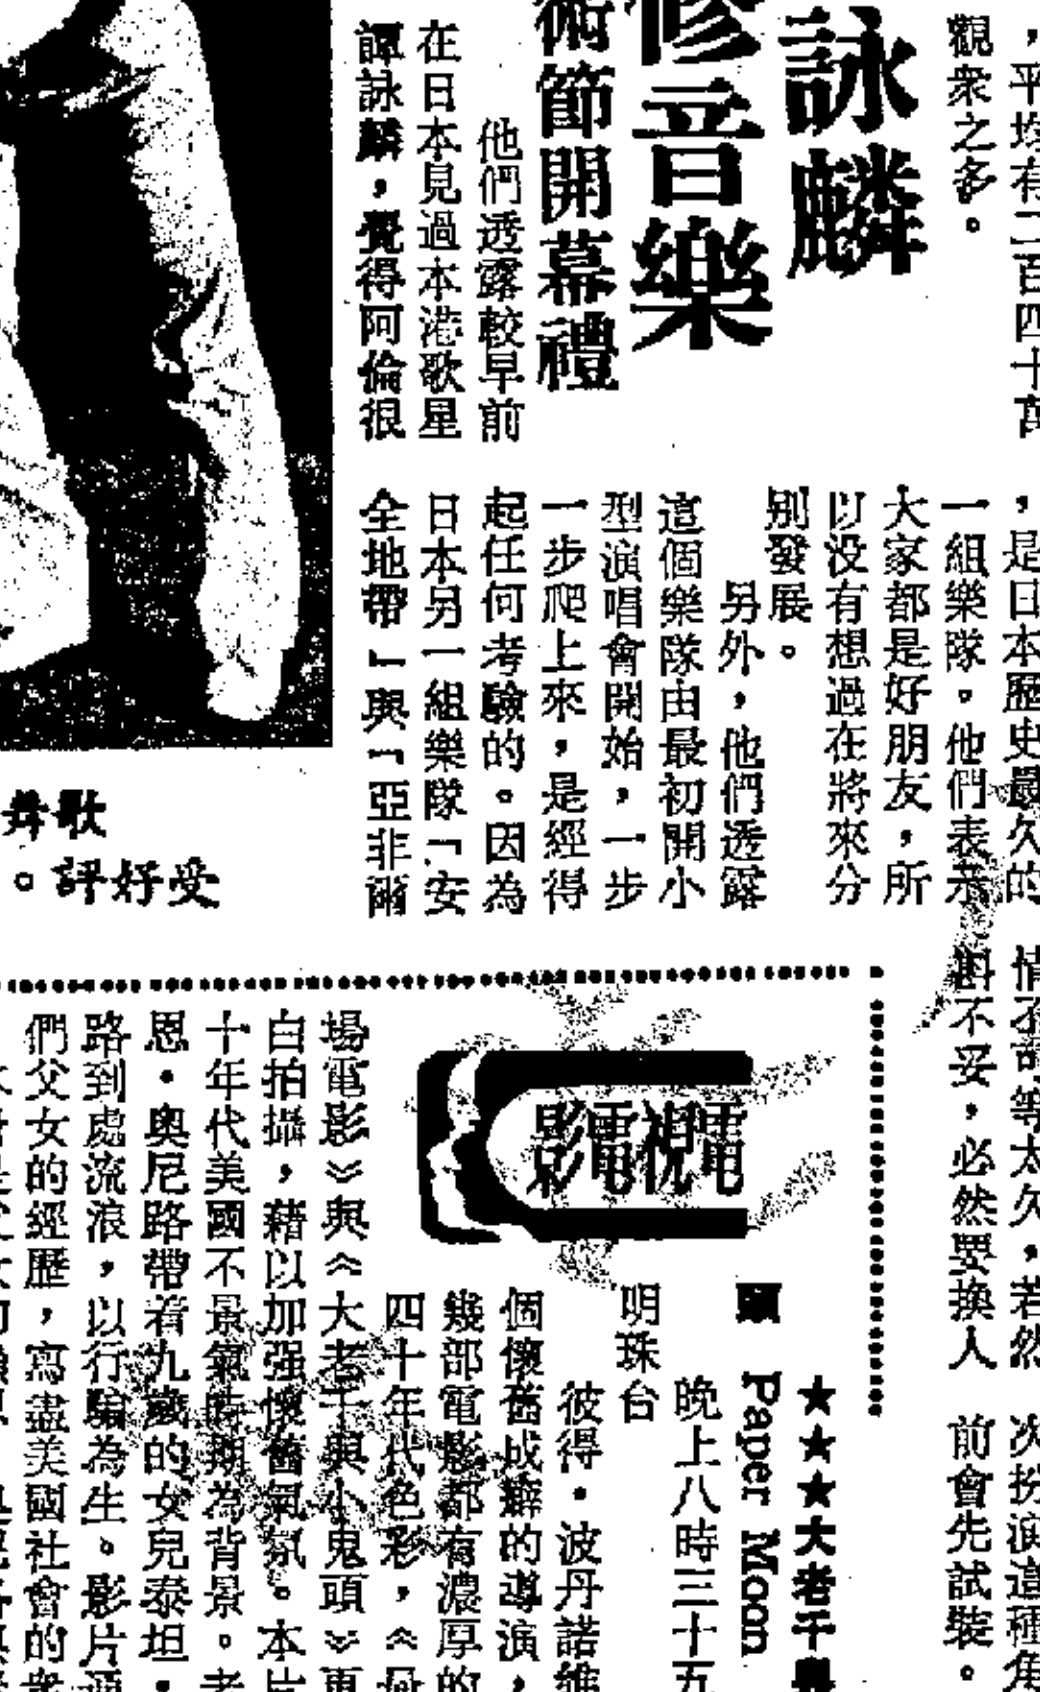 ，平均有二百四十萬
觀衆之多。
詠麟
修音樂
術節開幕禮
他們透露較早前
在日本見過本港歌星
譚詠麟，覺得阿倫很
，是日本歷史最久的
一組樂隊。他們表示
大家都是好朋友，所
以没有想過在將來分
別發展。
另外，他們透露
這個樂隊由最初開小
型演唱會開始，一步
一步爬上來，是經得
起任何考驗的。因為
日本另一組樂隊「安
全地帶」與「亞非爾
歌聲
受好評。
情不可等太久，若然
斟不妥，必然要換人
次扮演這種角
前會先試裝。
電視電影
★★★大老千與
頭 Paper Moon
晚上八時三十五
明珠台
彼得·波丹諾維
個懷舊成癖的導演，
幾部電影都有濃厚的
四十年代色彩，《最
場電影》與《大老千與小鬼頭》更
白拍攝，藉以加强懷舊氣氛。本片
十年代美國不景氣時期為背景。老
恩·奧尼路帶着九歲的女兒泰坦·
路到處流浪，以行騙為生。影片透
們父女的經歷，寫盡美國社會的衆